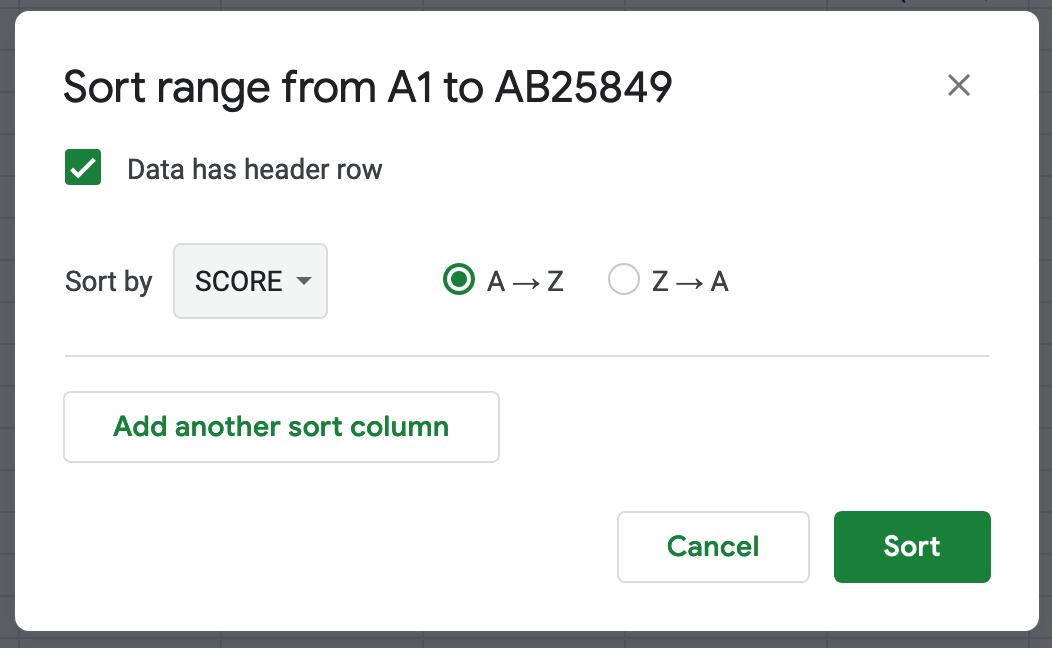 Sort range from A1 to AB25849
Data has header row
Sort by SCORE A → Z Z → A
Add another sort column
Cancel Sort